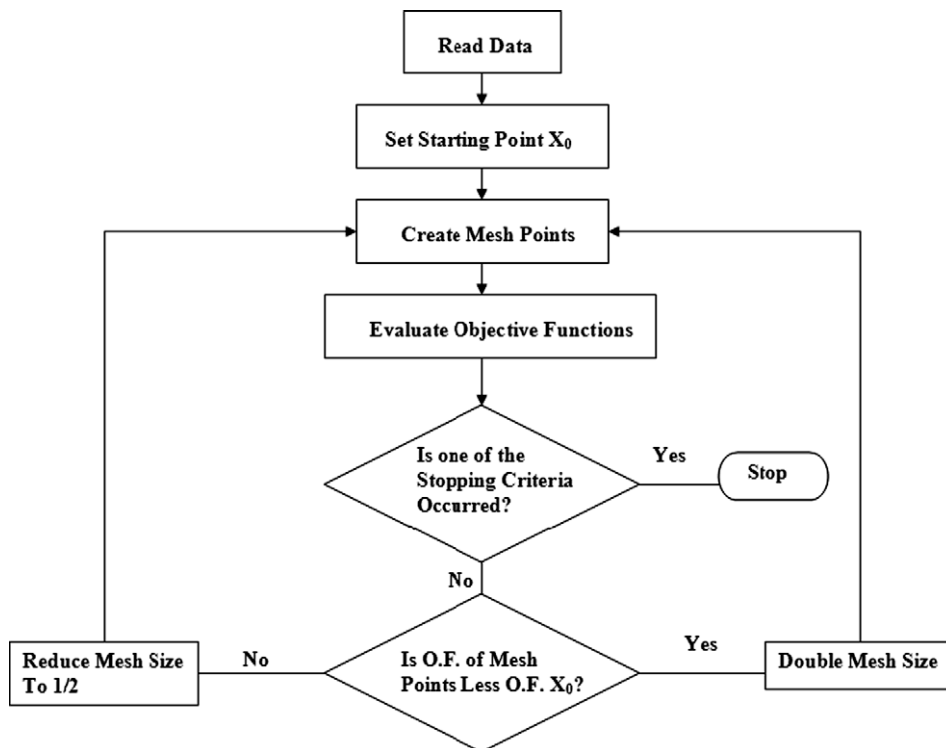 Read Data
Set Starting Point X₀
Create Mesh Points
Evaluate Objective Functions
Is one of the
Stopping Criteria
Occurred?
Yes
Stop
No
Reduce Mesh Size
To 1/2
No
Is O.F. of Mesh
Points Less O.F. X₀?
Yes
Double Mesh Size